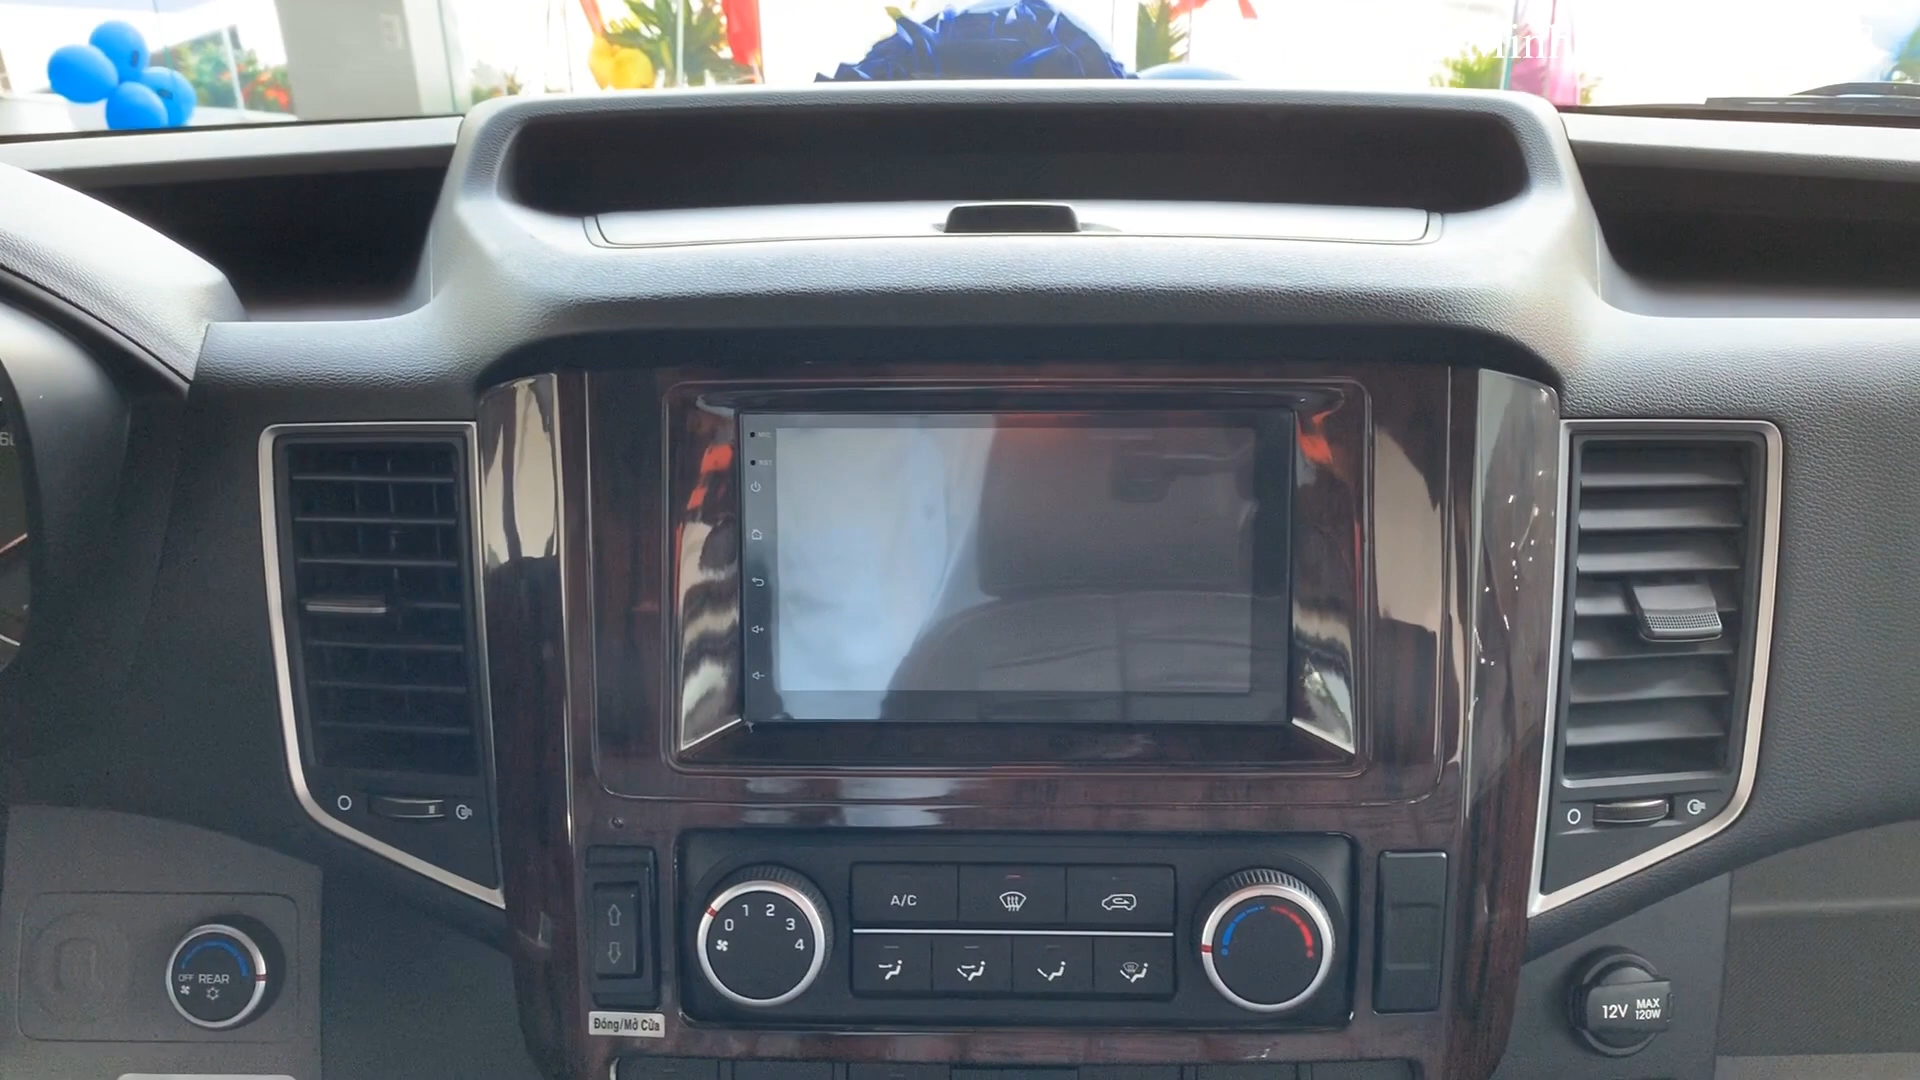 MIC
RST
A/C
0 1 2 3 4
OFF REAR
Đóng/Mở Cửa
12V MAX 120W